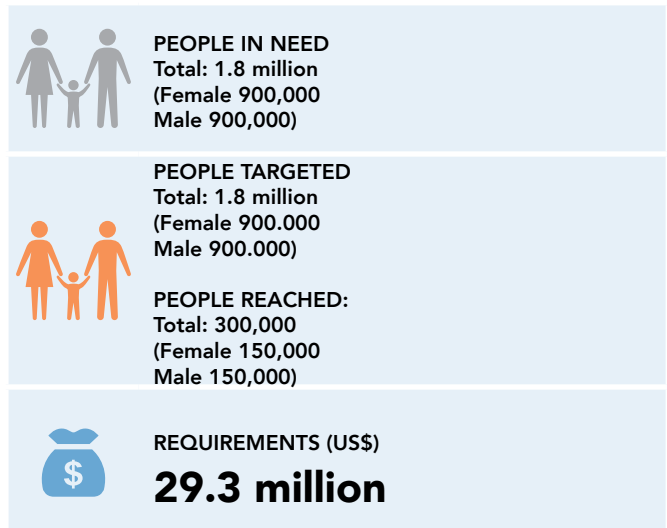 PEOPLE IN NEED
Total: 1.8 million
(Female 900,000
Male 900,000)
PEOPLE TARGETED
Total: 1.8 million
(Female 900.000
Male 900.000)
PEOPLE REACHED:
Total: 300,000
(Female 150,000
Male 150,000)
$
REQUIREMENTS (US$)
29.3 million